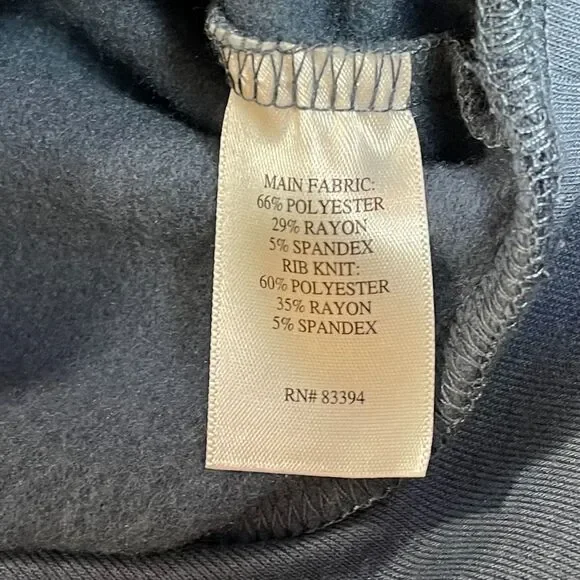 MAIN FABRIC:
66% POLYESTER
29% RAYON
5% SPANDEX
RIB KNIT:
60% POLYESTER
35% RAYON
5% SPANDEX
RN# 83394